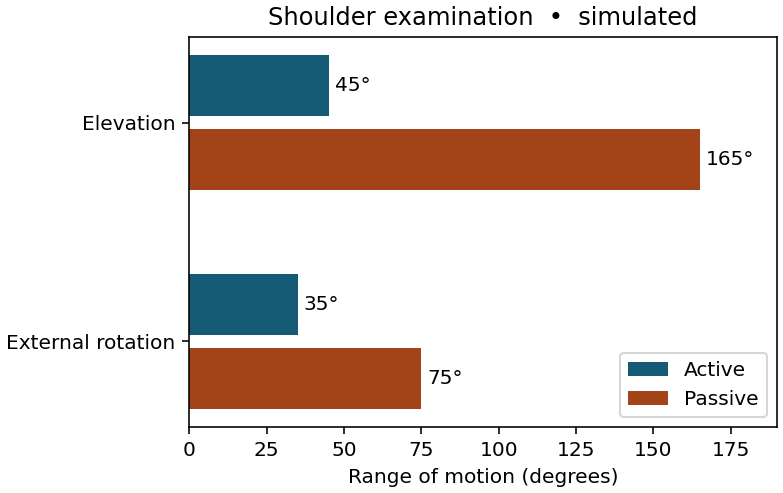 Shoulder examination • simulated
Elevation
45°
165°
External rotation
35°
75°
Active
Passive
0 25 50 75 100 125 150 175
Range of motion (degrees)